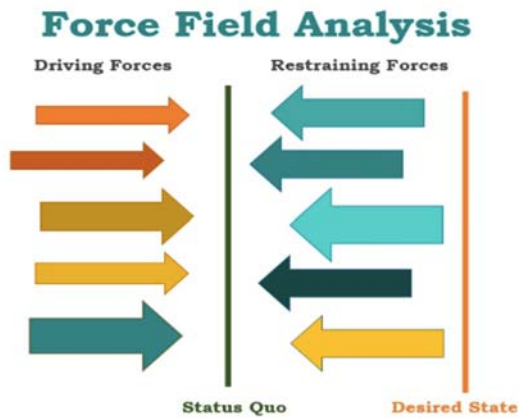 Force Field Analysis
Driving Forces
Restraining Forces
Status Quo
Desired State